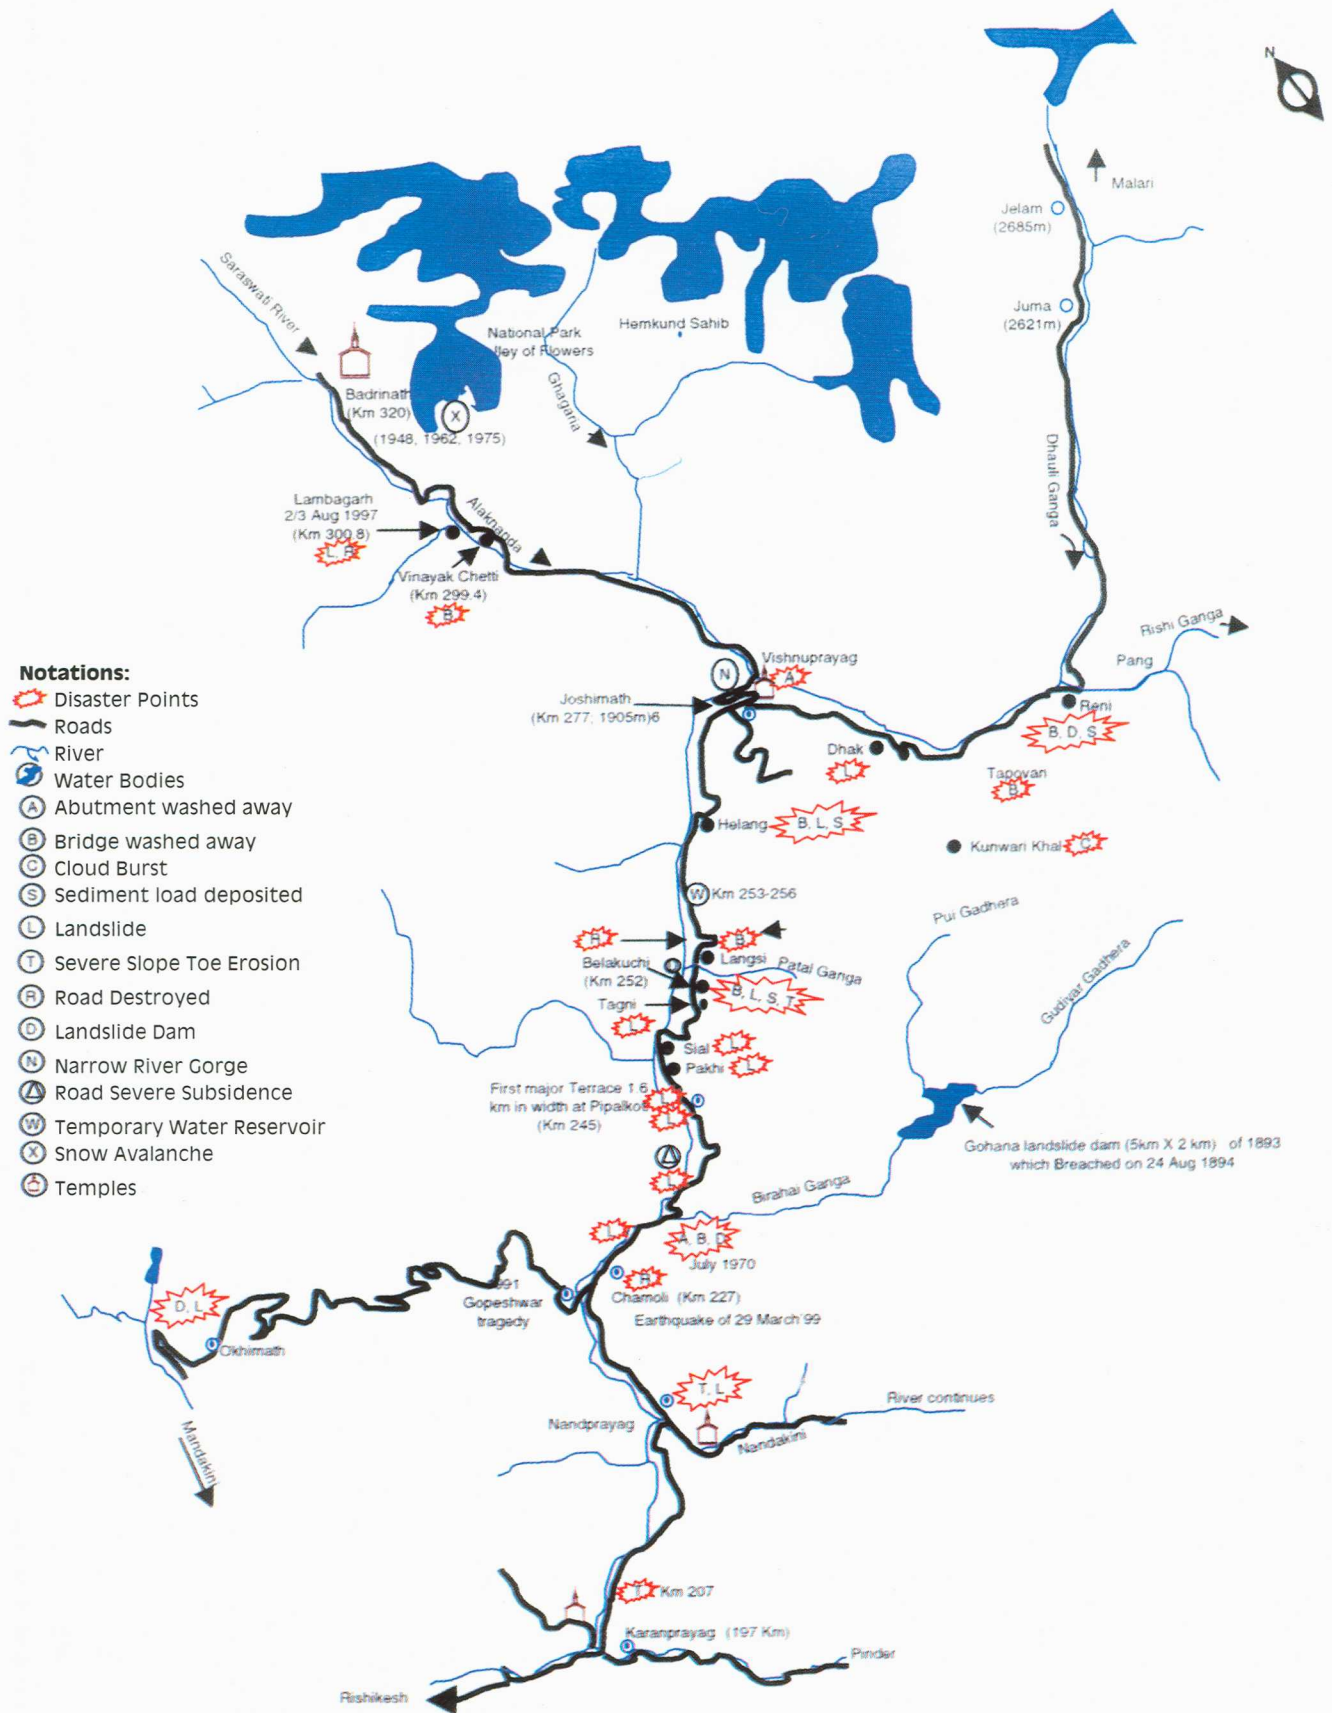 N
Malari
Jelam
(2685m)
Juma
(2621m)
Saraswati River
National Park
lley of Flowers
Hemkund Sahib
Badrinath
(Km 320)
X
(1948, 1962, 1975)
Ghagaria
Dhauli Ganga
Lambagarh
2/3 Aug 1997
(Km 300.8)
L, R
Alaknanda
Vinayak Chetti
(Km 299.4)
B
Rishi Ganga
Pang
Vishnuprayag
N
A
Joshimath
(Km 277; 1905m)6
Reni
B, D, S
Dhak
L
Tapovan
B
Helang
B, L, S
Kunwari Khal
C
W
Km 253-256
Pui Gadhera
Gudivar Gadhera
R
B
Belakuchi
(Km 252)
Langsi
Patal Ganga
B, L, S, T
Tagni
L
Sial
L
Pakhi
L
First major Terrace 1.6
km in width at Pipalkot
(Km 245)
L
L
Gohana landslide dam (5km X 2 km) of 1893
which Breached on 24 Aug 1894
L
Birahai Ganga
L
A, B, D
July 1970
R
Chamoli (Km 227)
Earthquake of 29 March'99
991
Gopeshwar
tragedy
D, L
Okhimath
Mandakini
T, L
Nandprayag
Nandakini
River continues
T
Km 207
Karanprayag (197 Km)
Pinder
Rishikesh
Notations:
Disaster Points
Roads
River
Water Bodies
A Abutment washed away
B Bridge washed away
C Cloud Burst
S Sediment load deposited
L Landslide
T Severe Slope Toe Erosion
R Road Destroyed
D Landslide Dam
N Narrow River Gorge
Road Severe Subsidence
W Temporary Water Reservoir
X Snow Avalanche
Temples